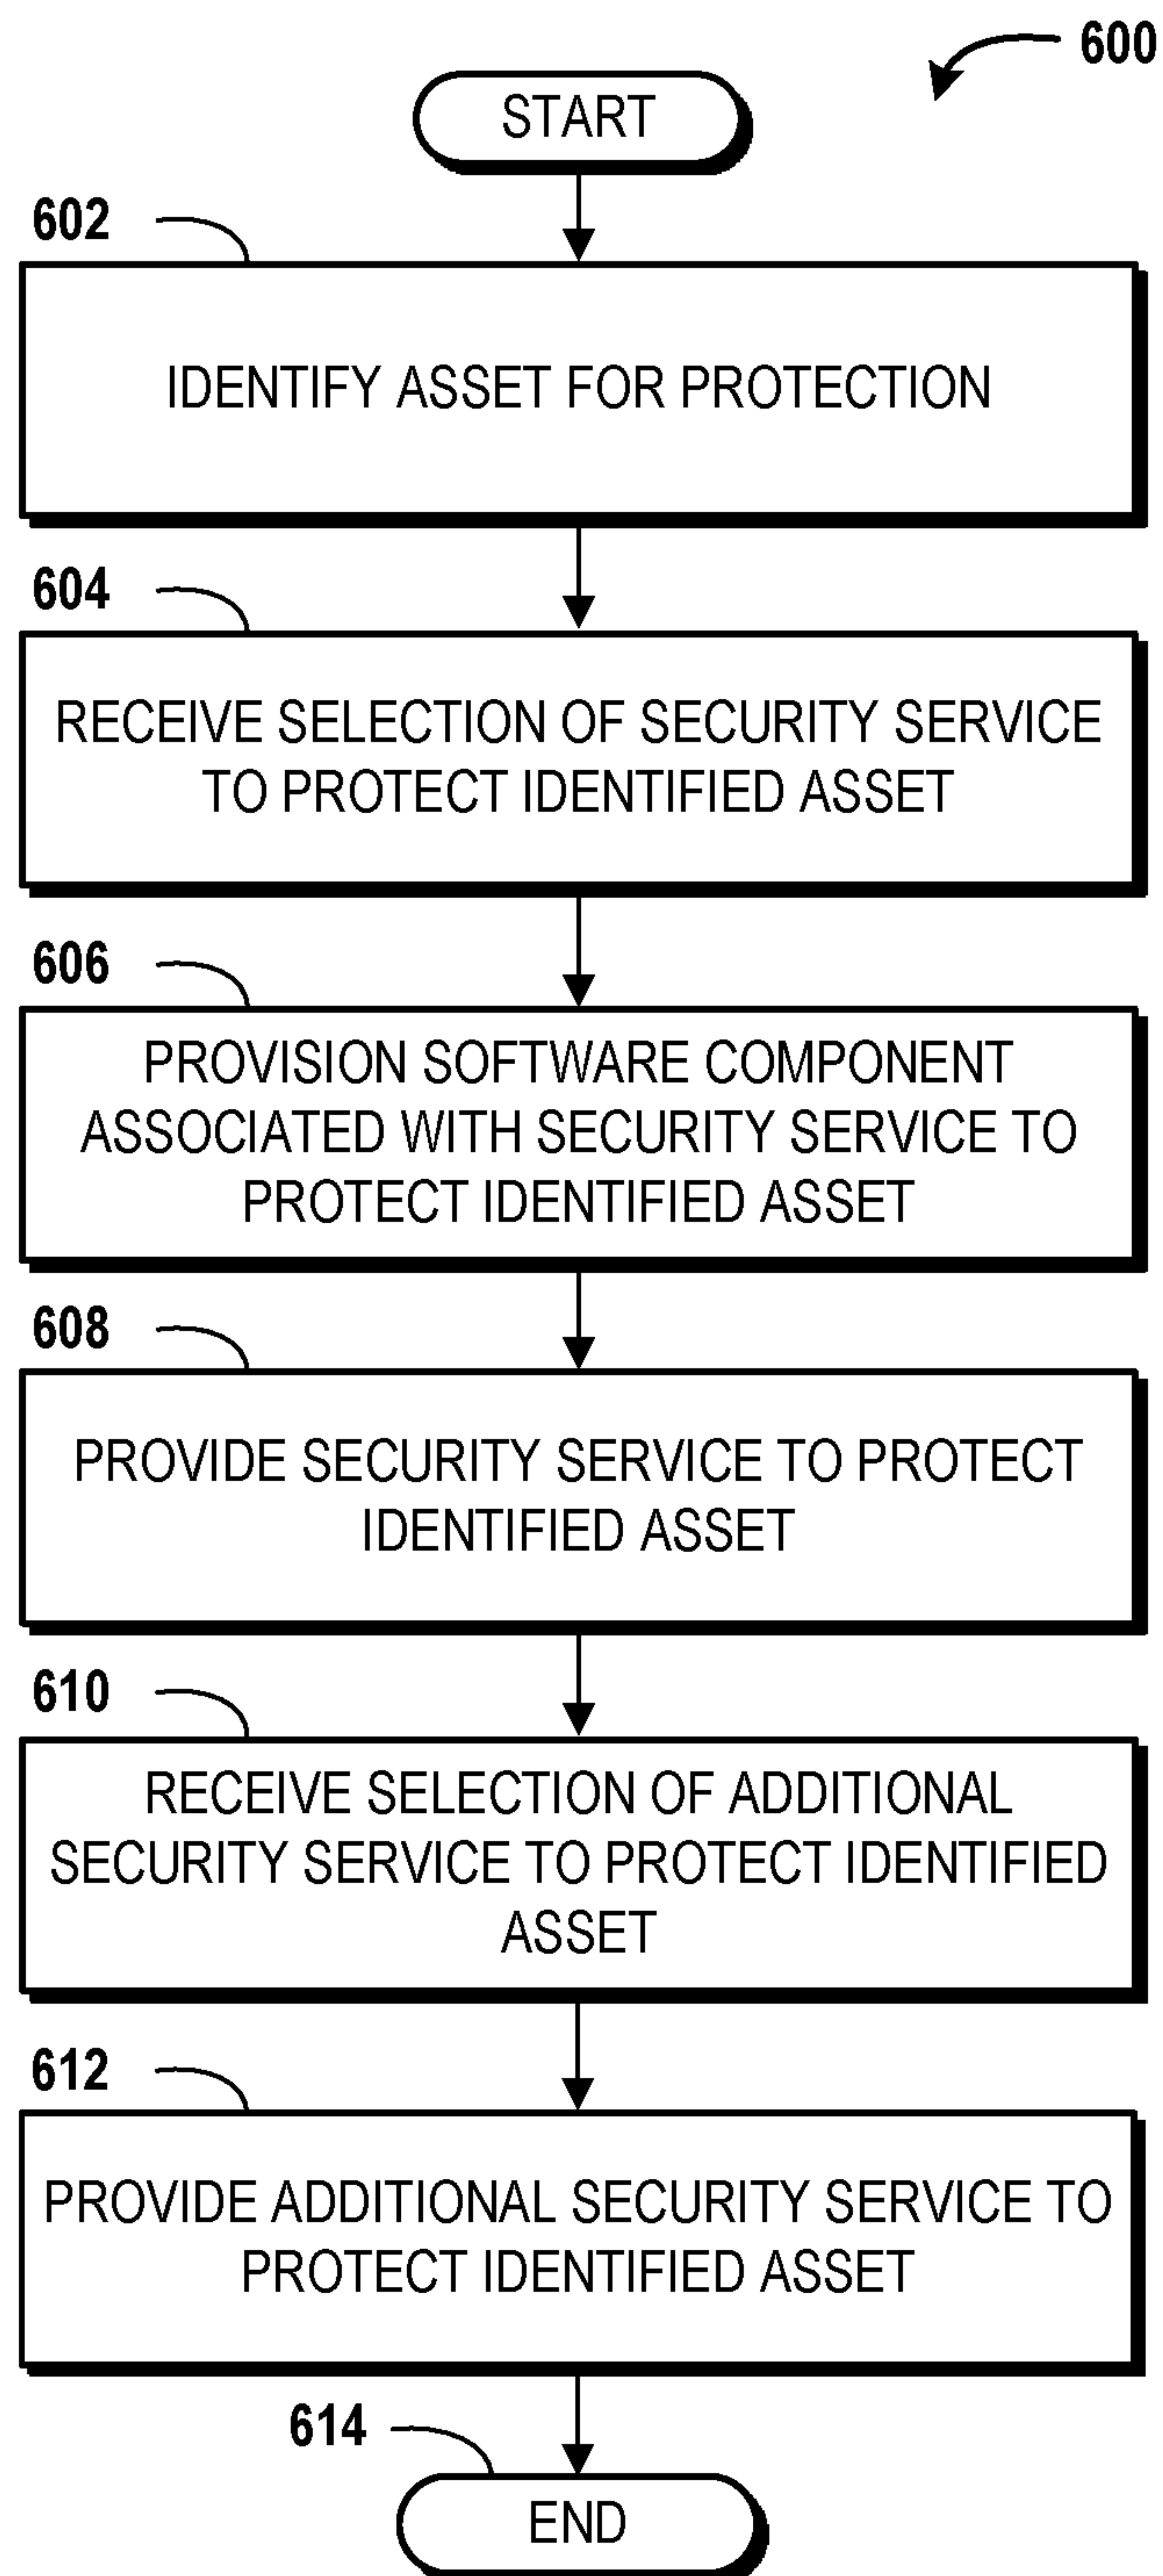 600
START
602
IDENTIFY ASSET FOR PROTECTION
604
RECEIVE SELECTION OF SECURITY SERVICE
TO PROTECT IDENTIFIED ASSET
606
PROVISION SOFTWARE COMPONENT
ASSOCIATED WITH SECURITY SERVICE TO
PROTECT IDENTIFIED ASSET
608
PROVIDE SECURITY SERVICE TO PROTECT
IDENTIFIED ASSET
610
RECEIVE SELECTION OF ADDITIONAL
SECURITY SERVICE TO PROTECT IDENTIFIED
ASSET
612
PROVIDE ADDITIONAL SECURITY SERVICE TO
PROTECT IDENTIFIED ASSET
614
END